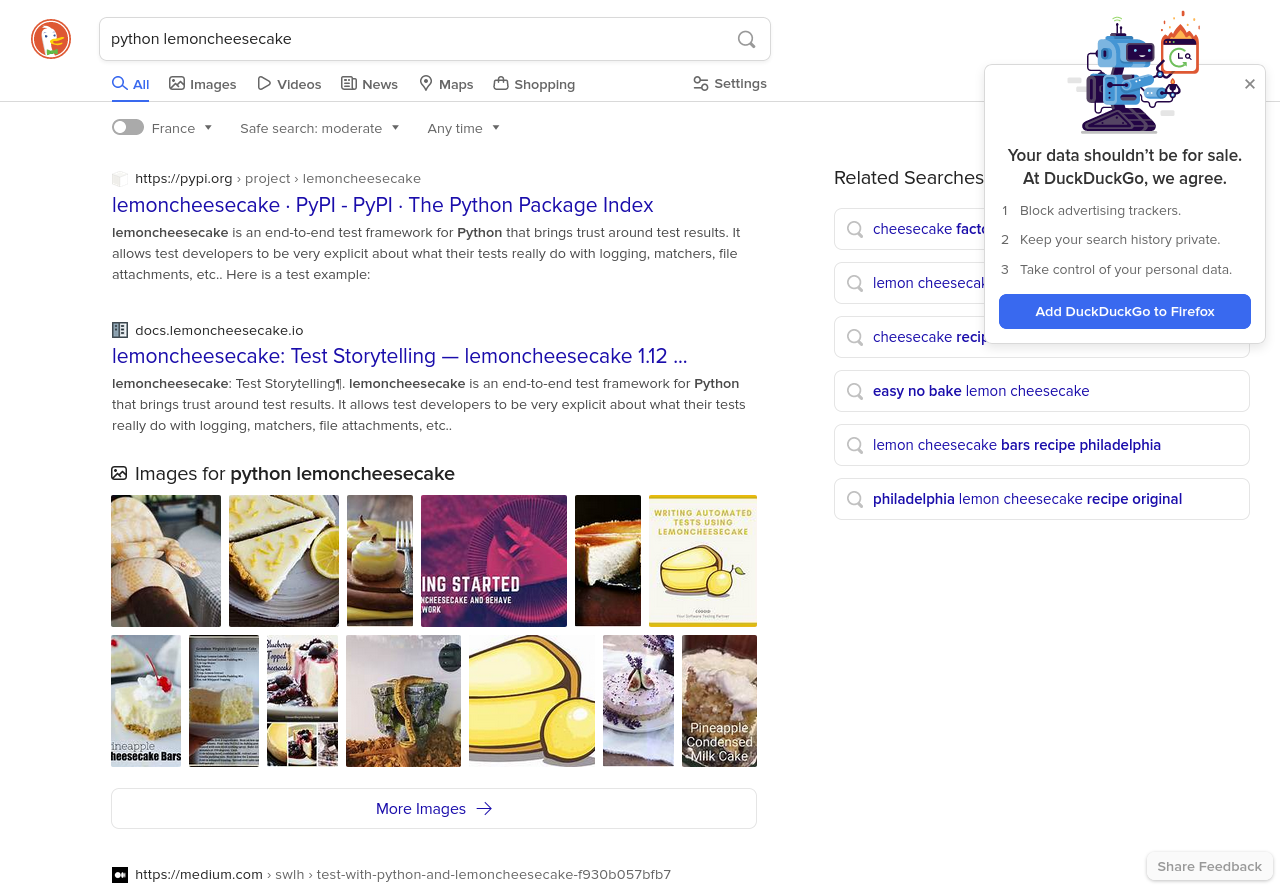 python lemoncheesecake
All
Images
Videos
News
Maps
Shopping
Settings
France
Safe search: moderate
Any time
https://pypi.org › project › lemoncheesecake
lemoncheesecake · PyPI - PyPI · The Python Package Index
lemoncheesecake is an end-to-end test framework for Python that brings trust around test results. It
allows test developers to be very explicit about what their tests really do with logging, matchers, file
attachments, etc.. Here is a test example:
docs.lemoncheesecake.io
lemoncheesecake: Test Storytelling — lemoncheesecake 1.12 ...
lemoncheesecake: Test Storytelling¶. lemoncheesecake is an end-to-end test framework for Python
that brings trust around test results. It allows test developers to be very explicit about what their tests
really do with logging, matchers, file attachments, etc..
Images for python lemoncheesecake
ING STARTED
NCHEESECAKE AND BEHAVE
WORK
WRITING AUTOMATED
TESTS USING
LEMONCHEESECAKE
CODOID
Your Software Testing Partner
ineapple
heesecake Bars
Blueberry
Topped
Cheesecake
Pineapple
Condensed
Milk Cake
More Images
https://medium.com › swlh › test-with-python-and-lemoncheesecake-f930b057bfb7
Related Searches
cheesecake facto
lemon cheesecak
cheesecake recip
easy no bake lemon cheesecake
lemon cheesecake bars recipe philadelphia
philadelphia lemon cheesecake recipe original
Your data shouldn't be for sale.
At DuckDuckGo, we agree.
1 Block advertising trackers.
2 Keep your search history private.
3 Take control of your personal data.
Add DuckDuckGo to Firefox
Share Feedback